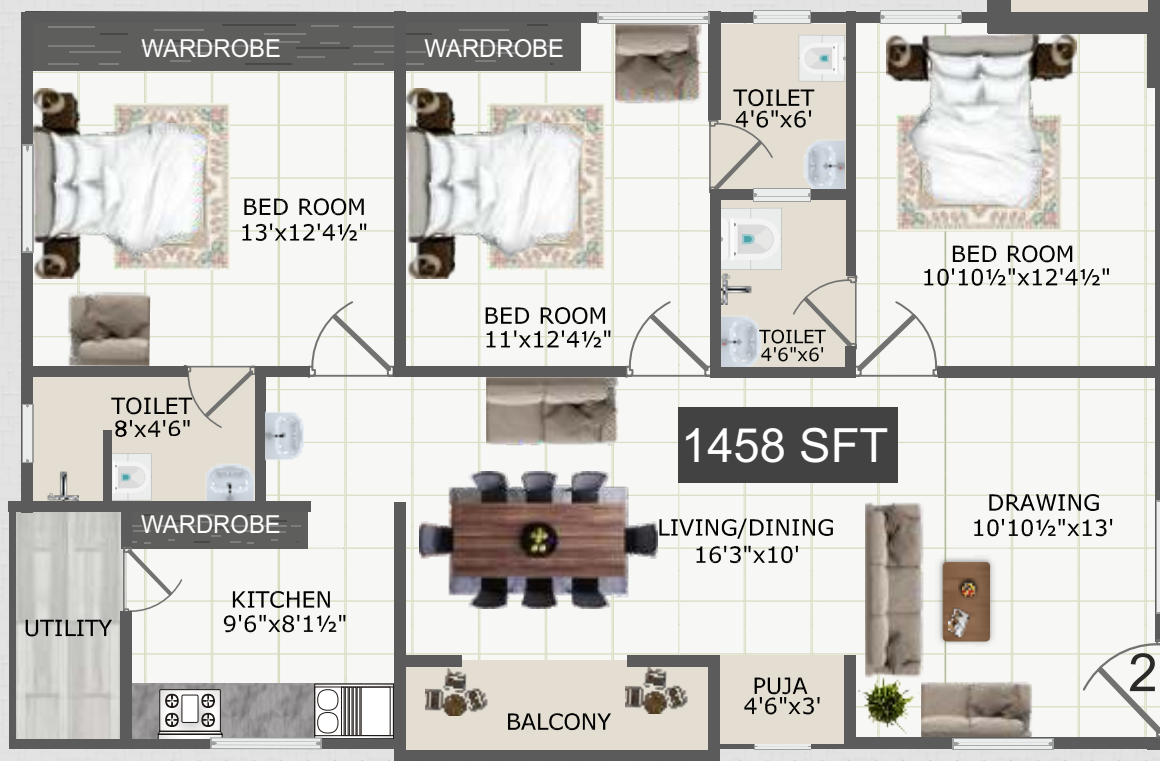 WARDROBE
WARDROBE
TOILET
4'6"x6'
BED ROOM
13'x12'4½"
BED ROOM
11'x12'4½"
TOILET
4'6"x6'
BED ROOM
10'10½"x12'4½"
TOILET
8'x4'6"
1458 SFT
WARDROBE
LIVING/DINING
16'3"x10'
DRAWING
10'10½"x13'
KITCHEN
9'6"x8'1½"
UTILITY
BALCONY
PUJA
4'6"x3'
2